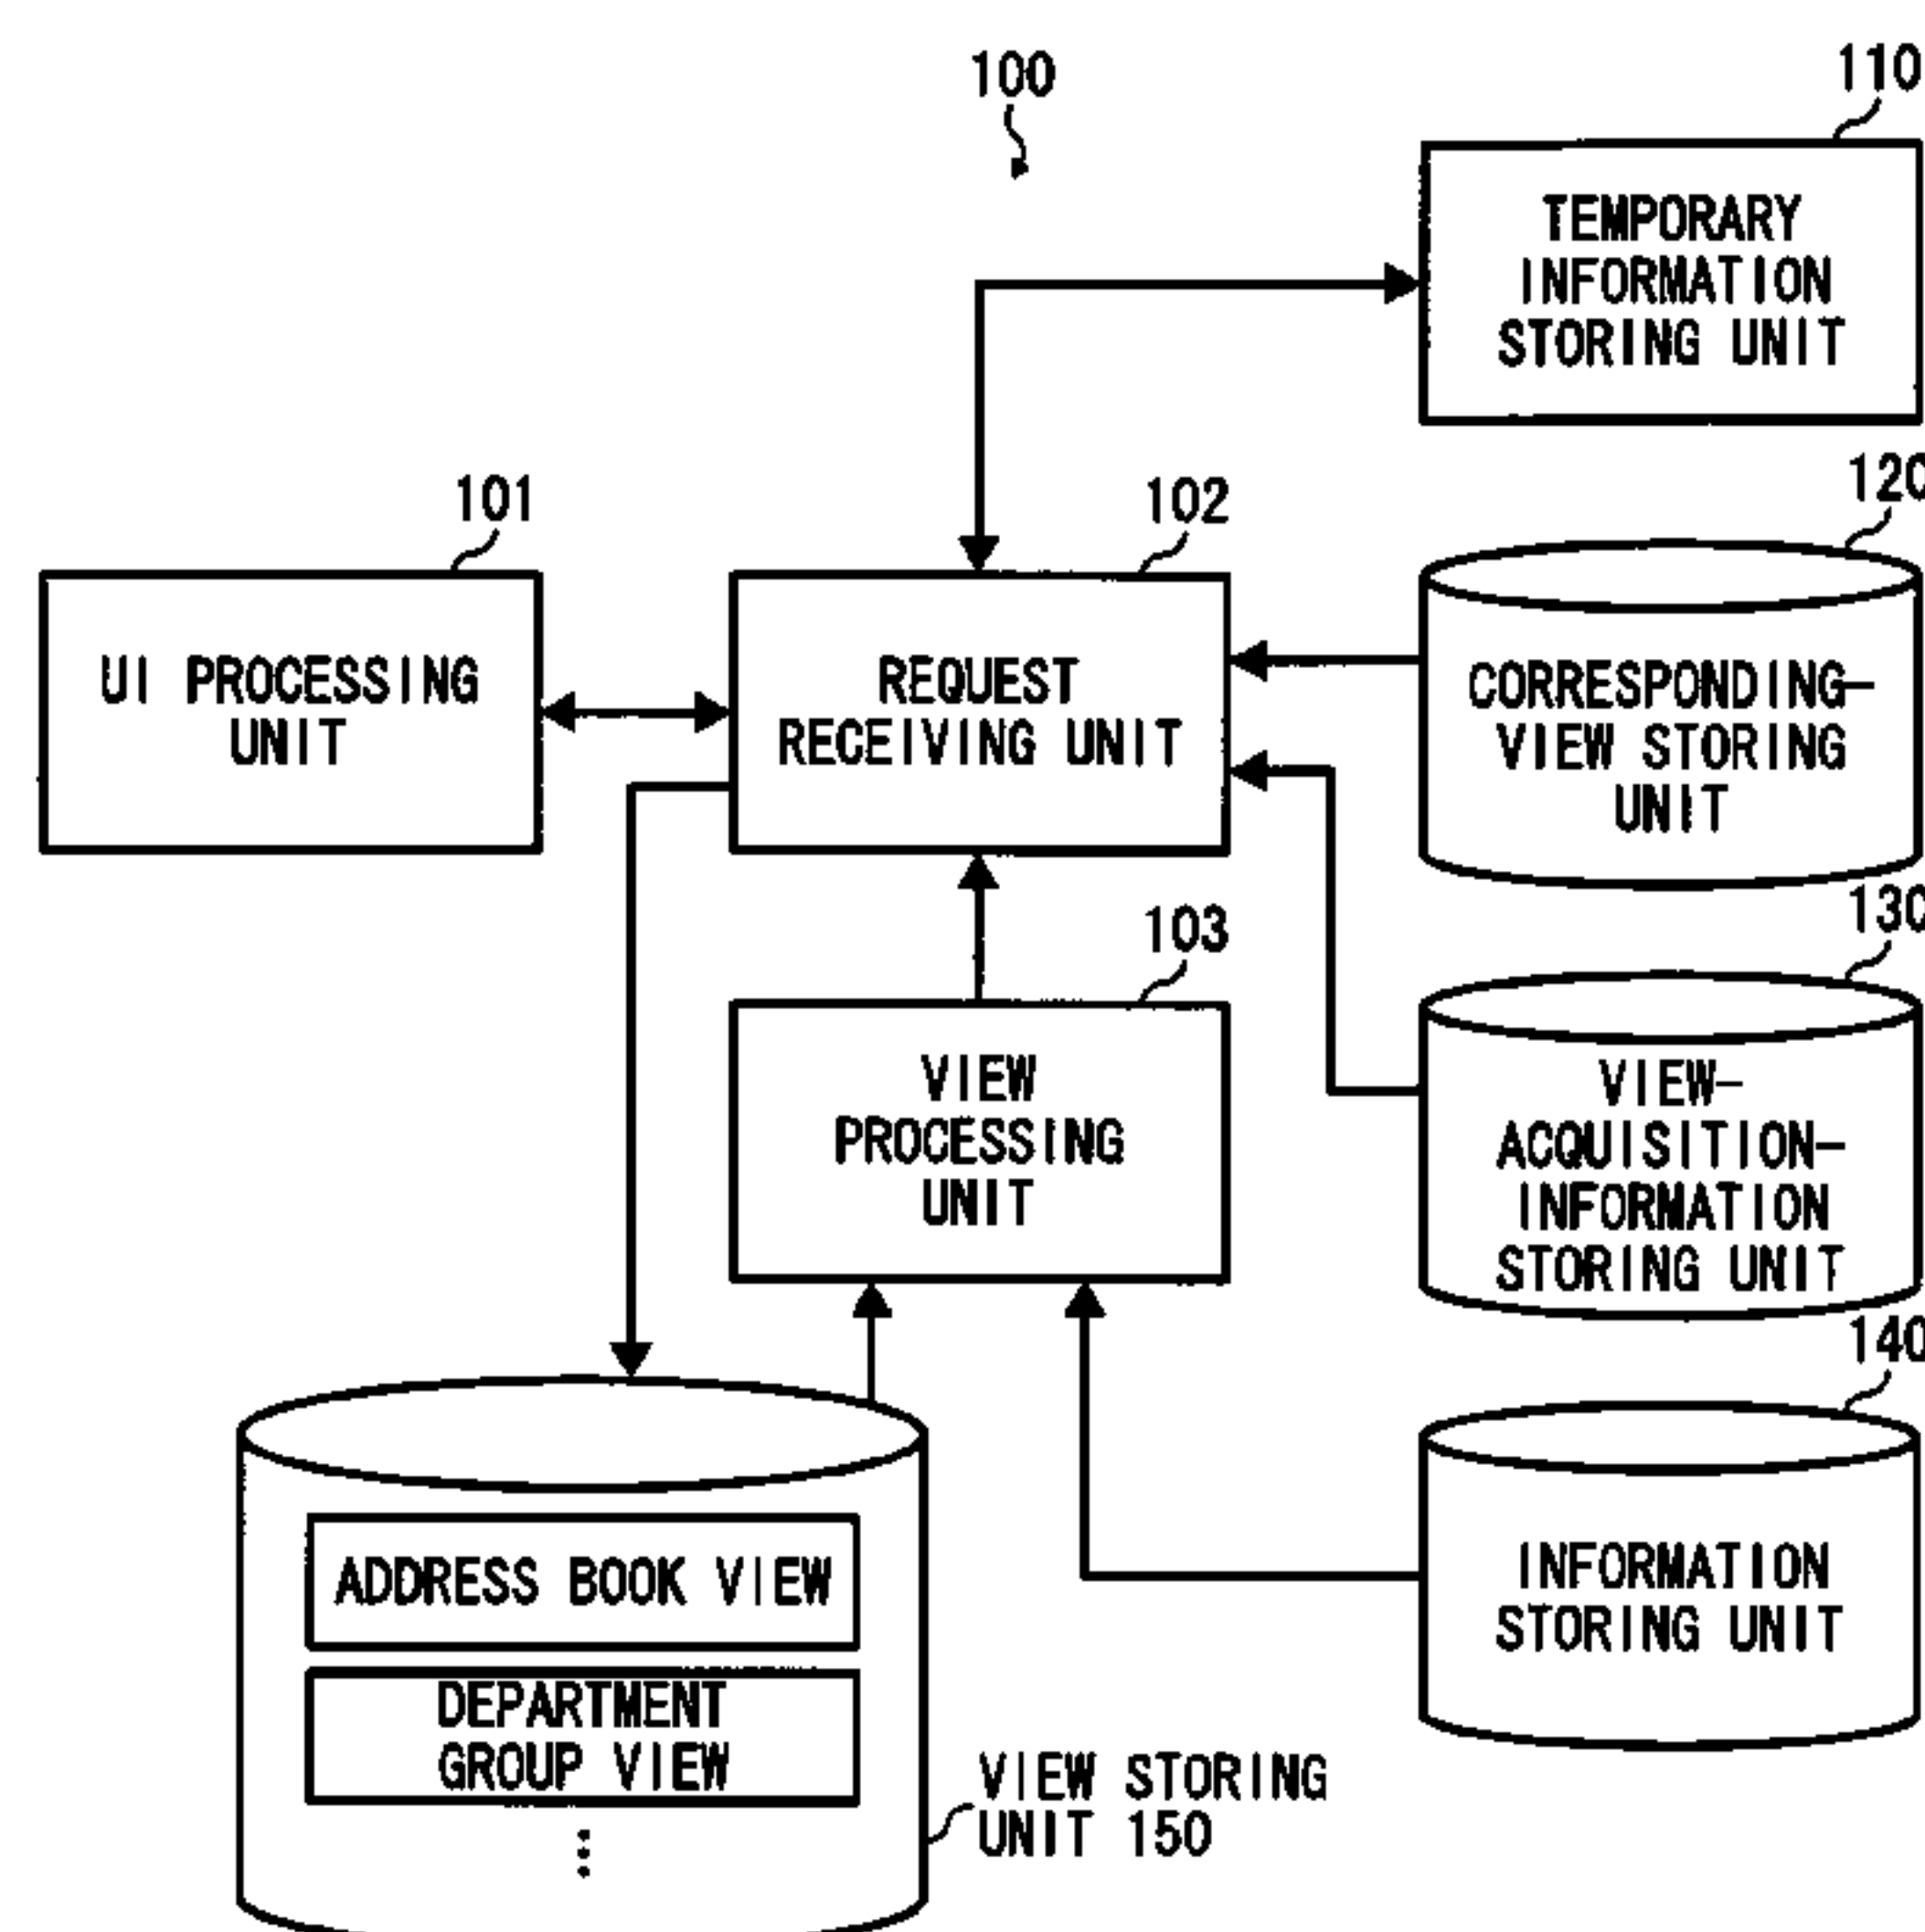 100
110
TEMPORARY
INFORMATION
STORING UNIT
101
UI PROCESSING
UNIT
102
REQUEST
RECEIVING UNIT
120
CORRESPONDING-
VIEW STORING
UNIT
103
VIEW
PROCESSING
UNIT
130
VIEW-
ACQUISITION-
INFORMATION
STORING UNIT
140
INFORMATION
STORING UNIT
ADDRESS BOOK VIEW
DEPARTMENT
GROUP VIEW
VIEW STORING
UNIT 150